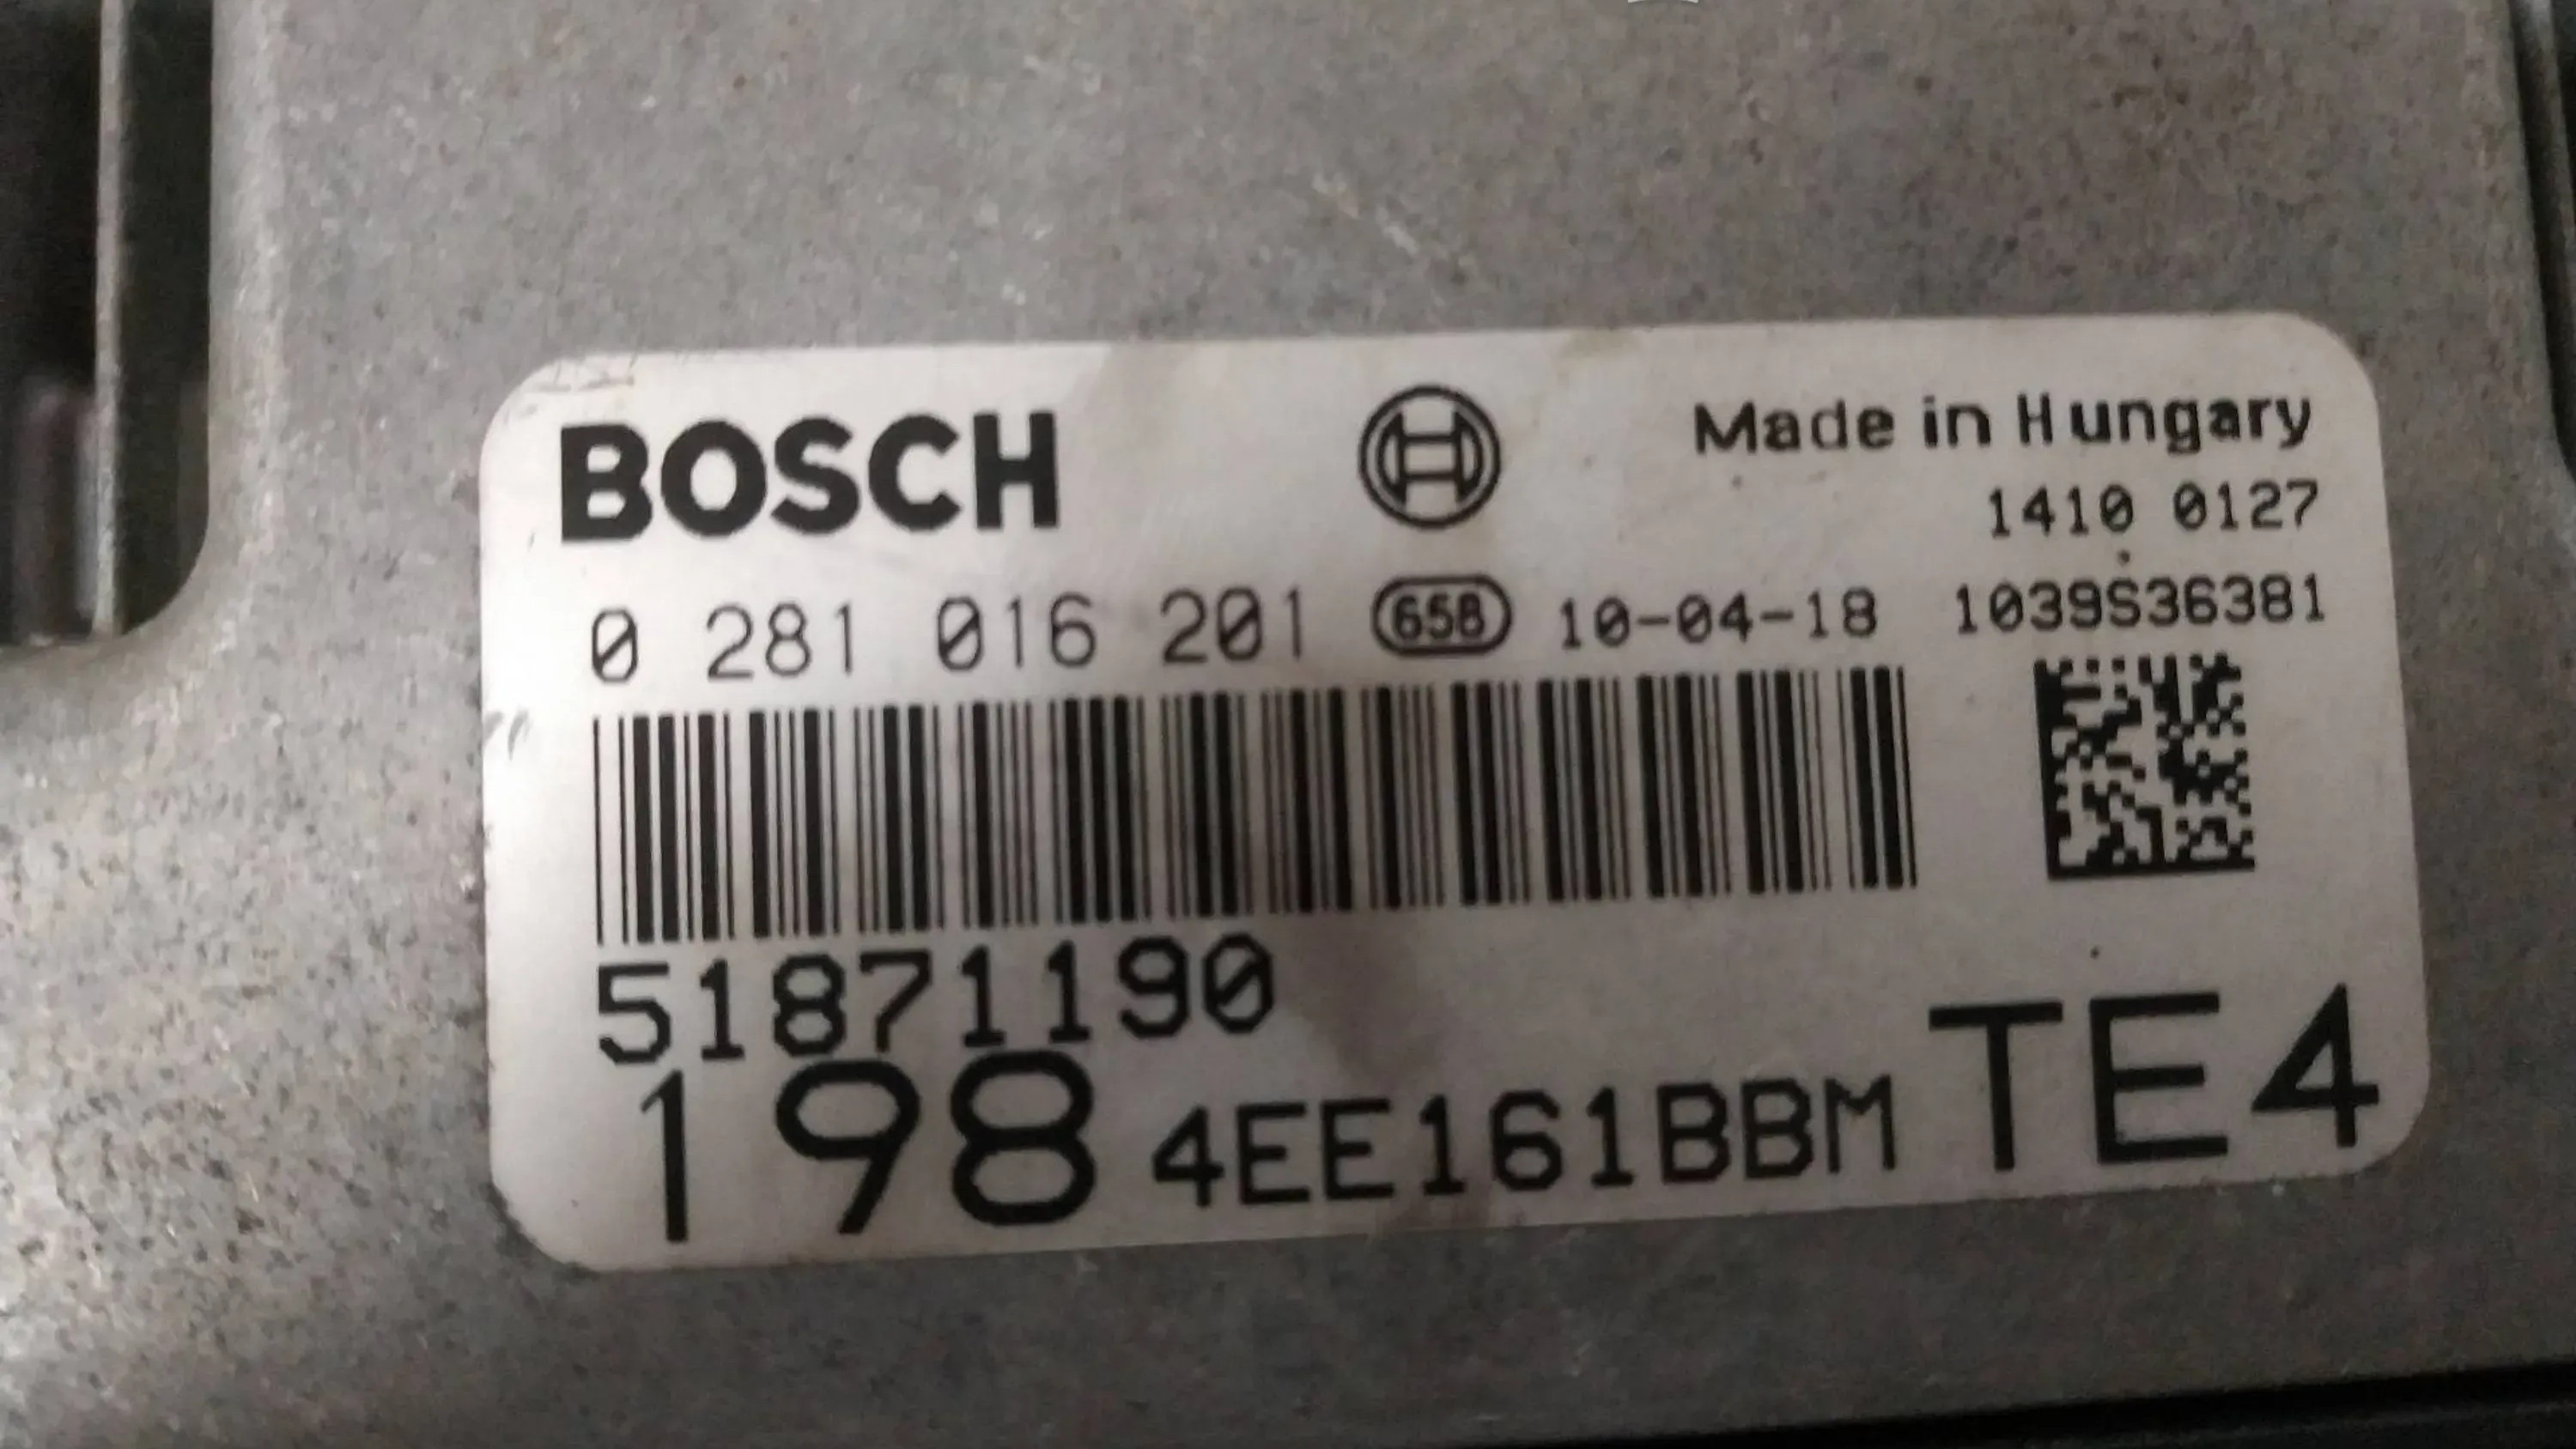 BOSCH
Made in Hungary
1410 0127
0 281 016 201 658 10-04-18 1039S36381
51871190
198 4EE161BBM TE4